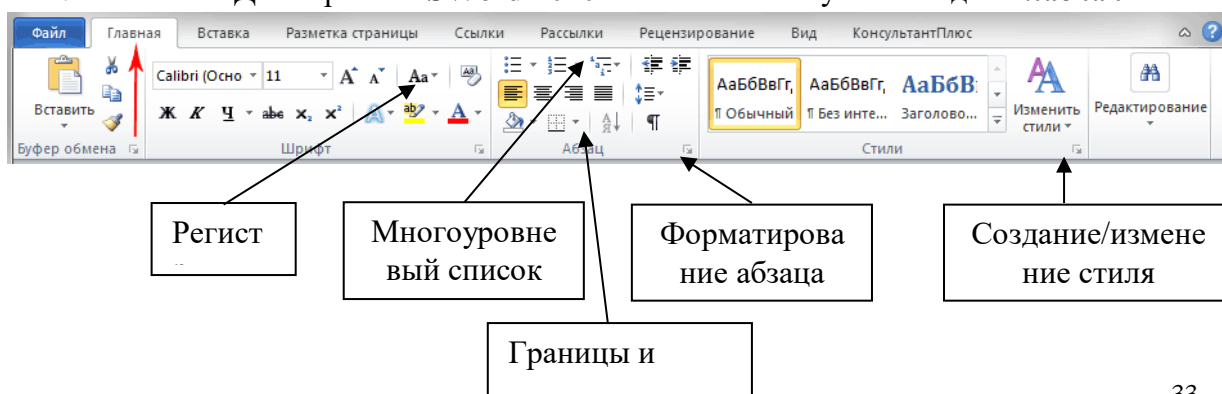 Файл Главная Вставка Разметка страницы Ссылки Рассылки Рецензирование Вид КонсультантПлюс
Calibri (Осно 11 Aa
АаБбВвГг, АаБбВвГг, АаБбВ
Вставить
Ж К Ч abc x₂ x² ab A
¶ Обычный ¶ Без инте... Заголово...
Изменить
стили
Редактирование
Буфер обмена Шрифт Абзац Стили
Регист
Многоуровне
вый список
Форматирова
ние абзаца
Создание/измене
ние стиля
Границы и